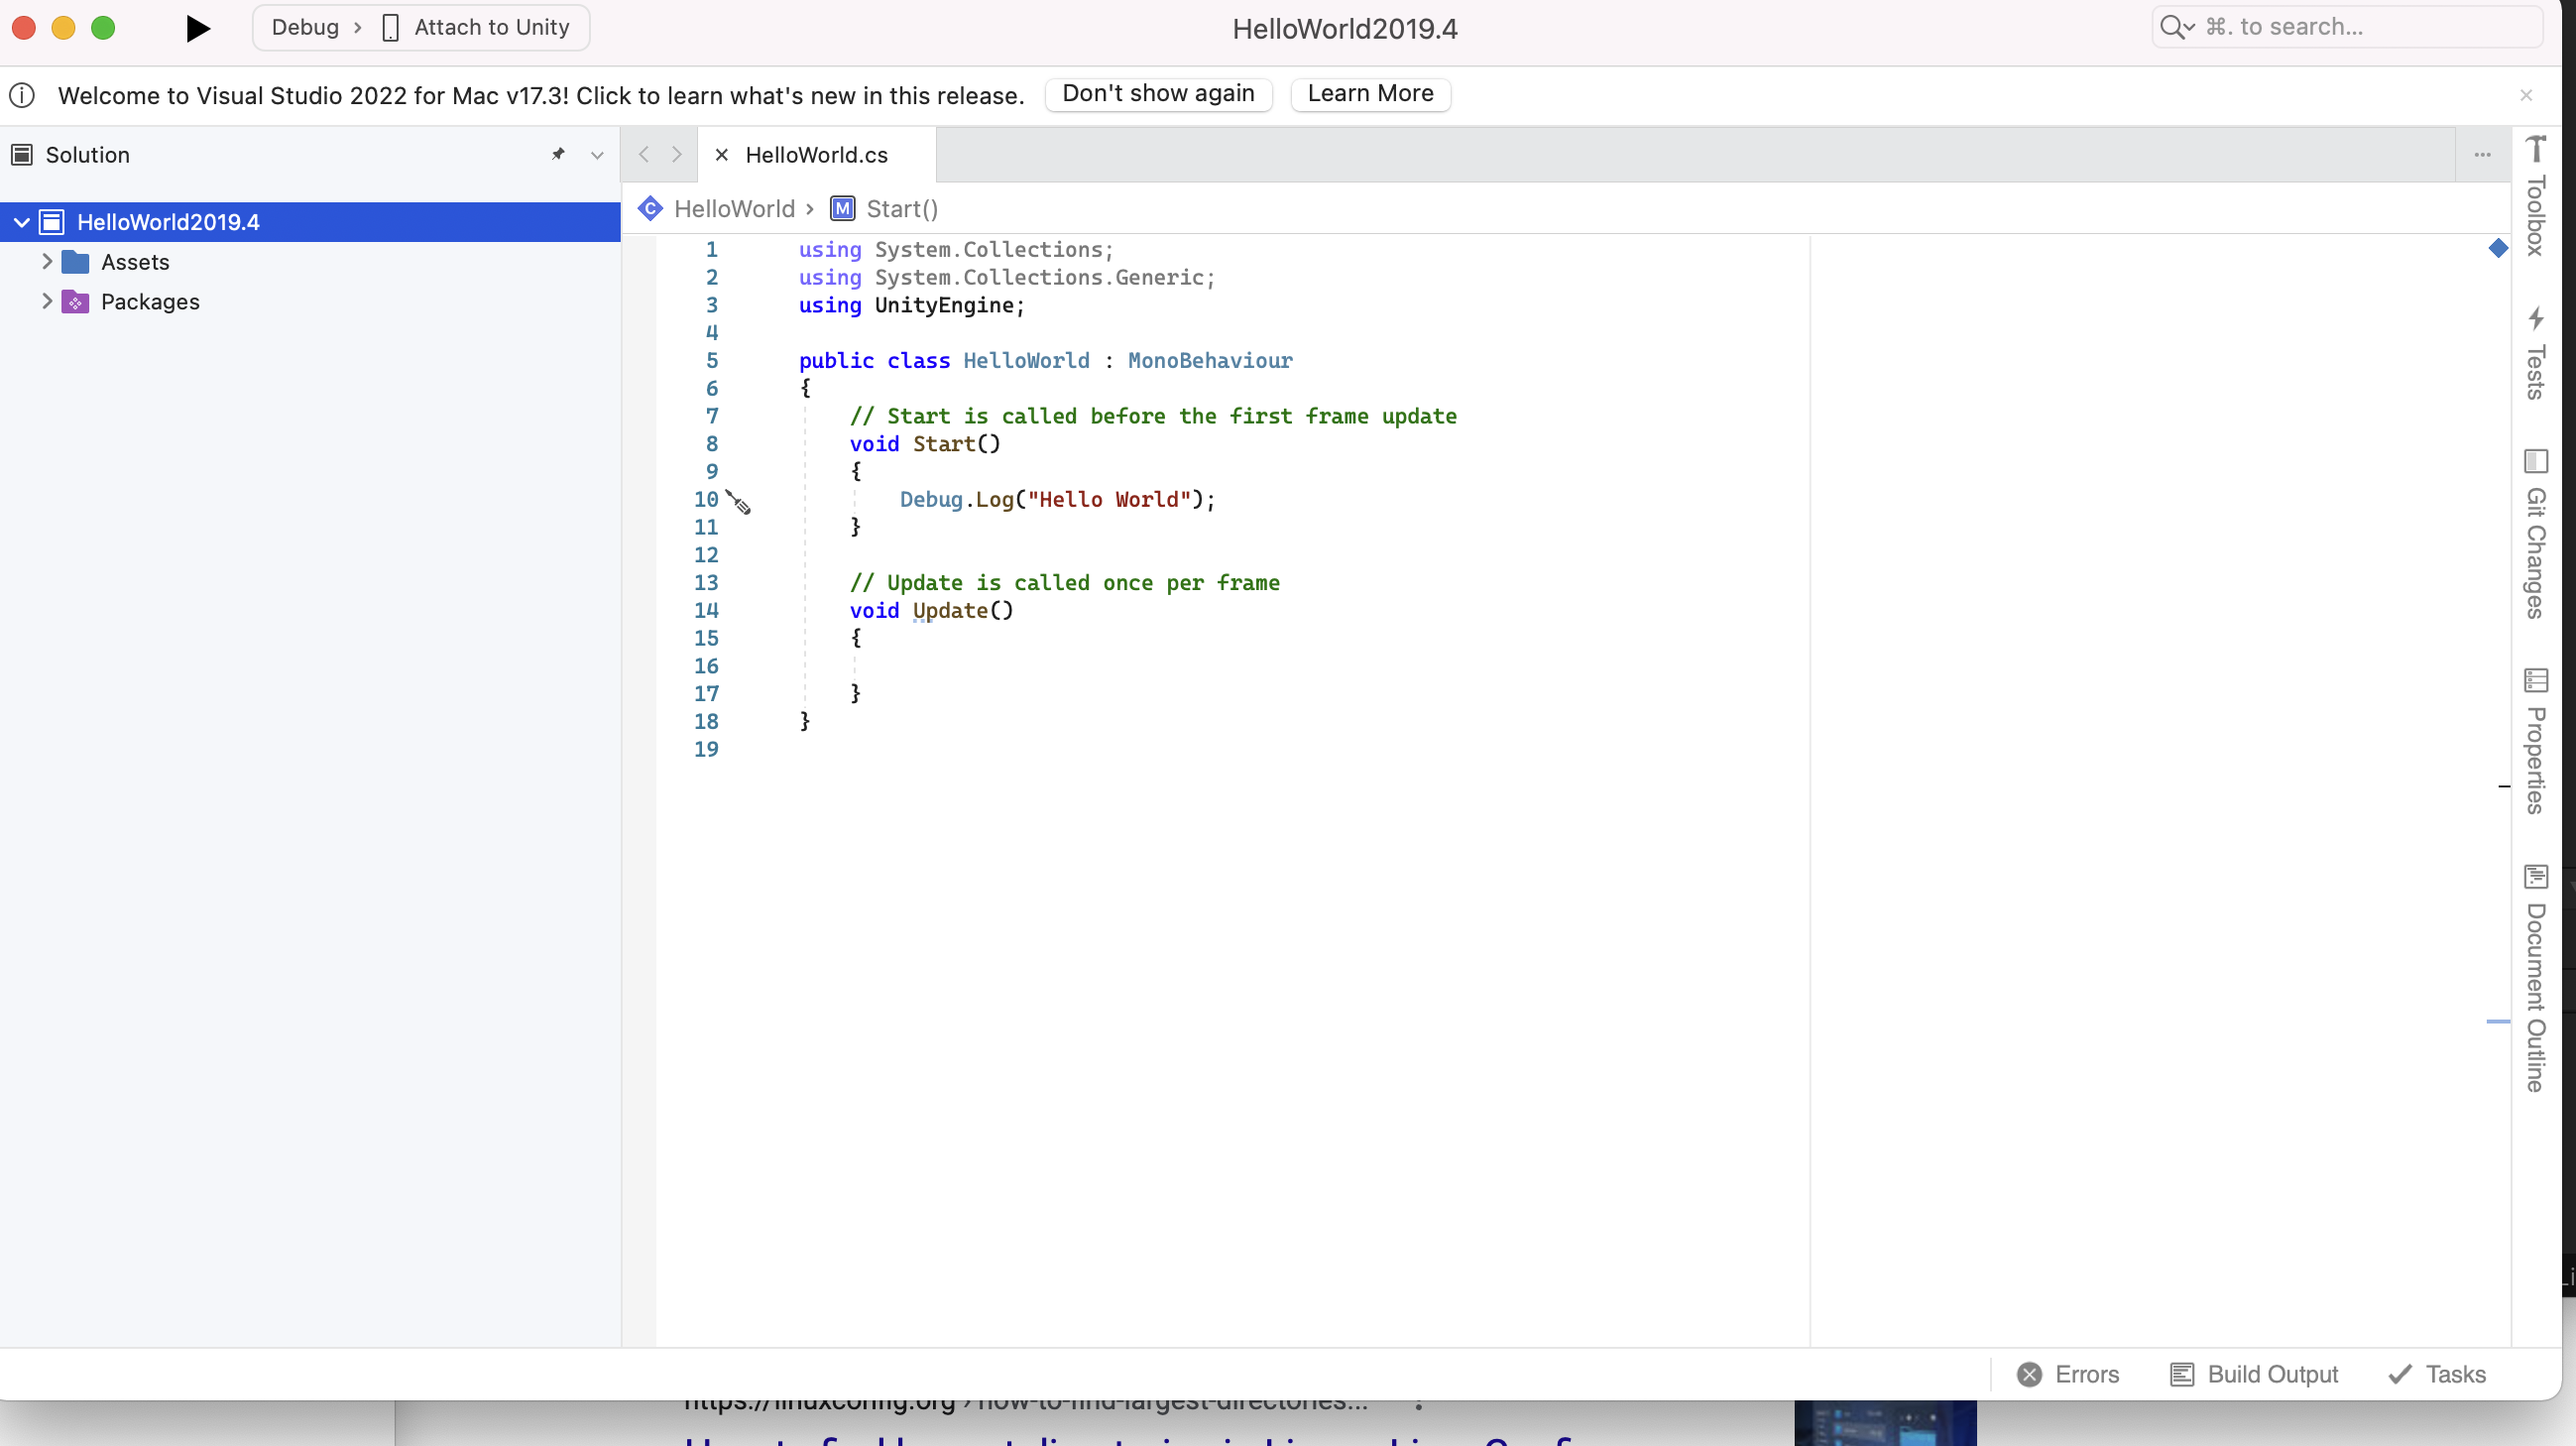 Debug › Attach to Unity
HelloWorld2019.4
⌘. to search...
Welcome to Visual Studio 2022 for Mac v17.3! Click to learn what's new in this release.
Don't show again
Learn More
Solution
HelloWorld2019.4
Assets
Packages
HelloWorld.cs
...
C HelloWorld › M Start()
1 using System.Collections;
2 using System.Collections.Generic;
3 using UnityEngine;
4
5 public class HelloWorld : MonoBehaviour
6 {
7 // Start is called before the first frame update
8 void Start()
9 {
10 Debug.Log("Hello World");
11 }
12
13 // Update is called once per frame
14 void Update()
15 {
16
17 }
18 }
19
Toolbox
Tests
Git Changes
Properties
Document Outline
Errors
Build Output
Tasks
https://linuxconfig.org › how-to-find-largest-directories...